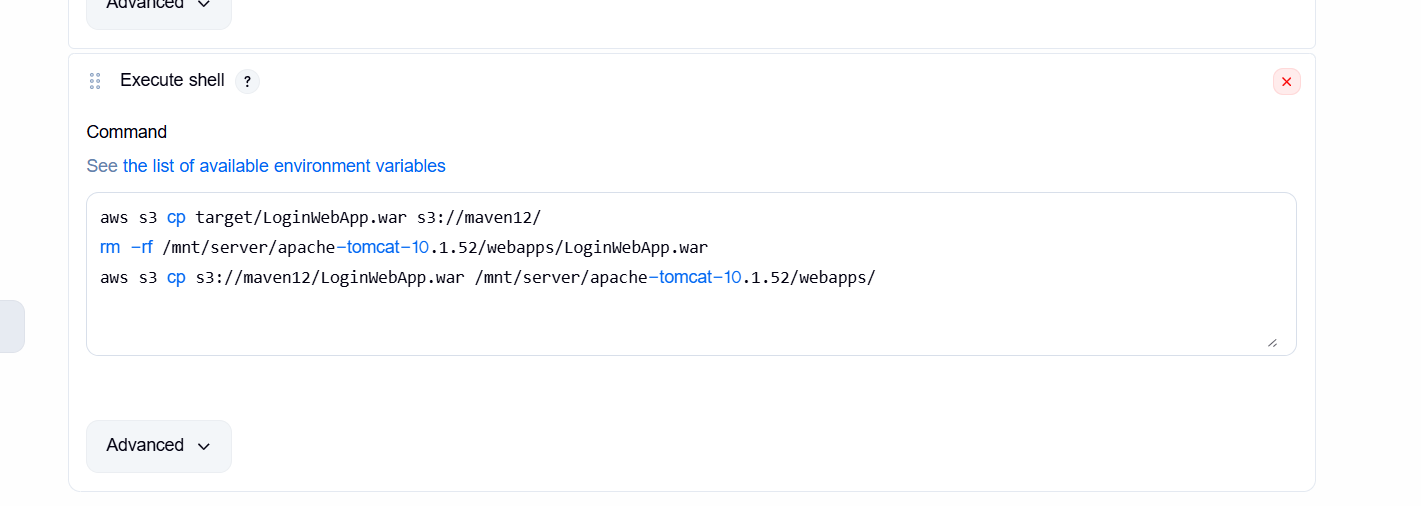 Advanced
Execute shell ?
Command
See the list of available environment variables
aws s3 cp target/LoginWebApp.war s3://maven12/
rm -rf /mnt/server/apache-tomcat-10.1.52/webapps/LoginWebApp.war
aws s3 cp s3://maven12/LoginWebApp.war /mnt/server/apache-tomcat-10.1.52/webapps/
Advanced